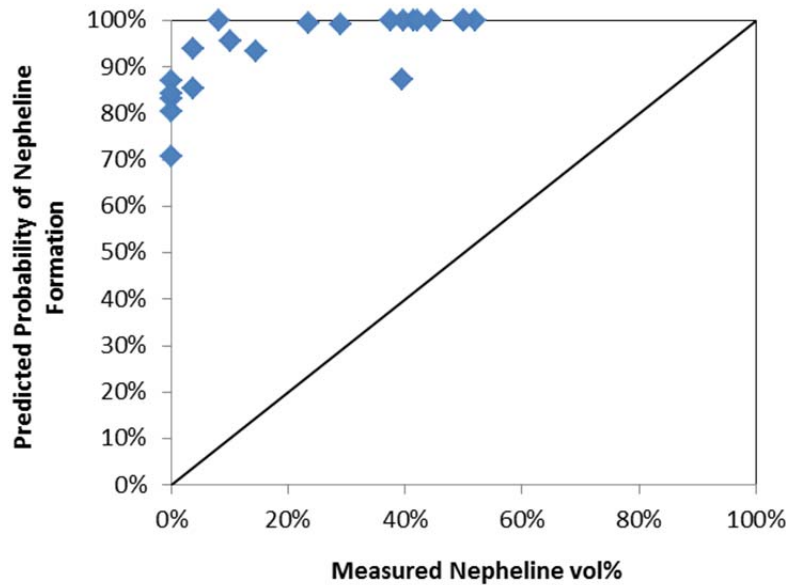 Predicted Probability of Nepheline
Formation
100%
90%
80%
70%
60%
50%
40%
30%
20%
10%
0%
0% 20% 40% 60% 80% 100%
Measured Nepheline vol%